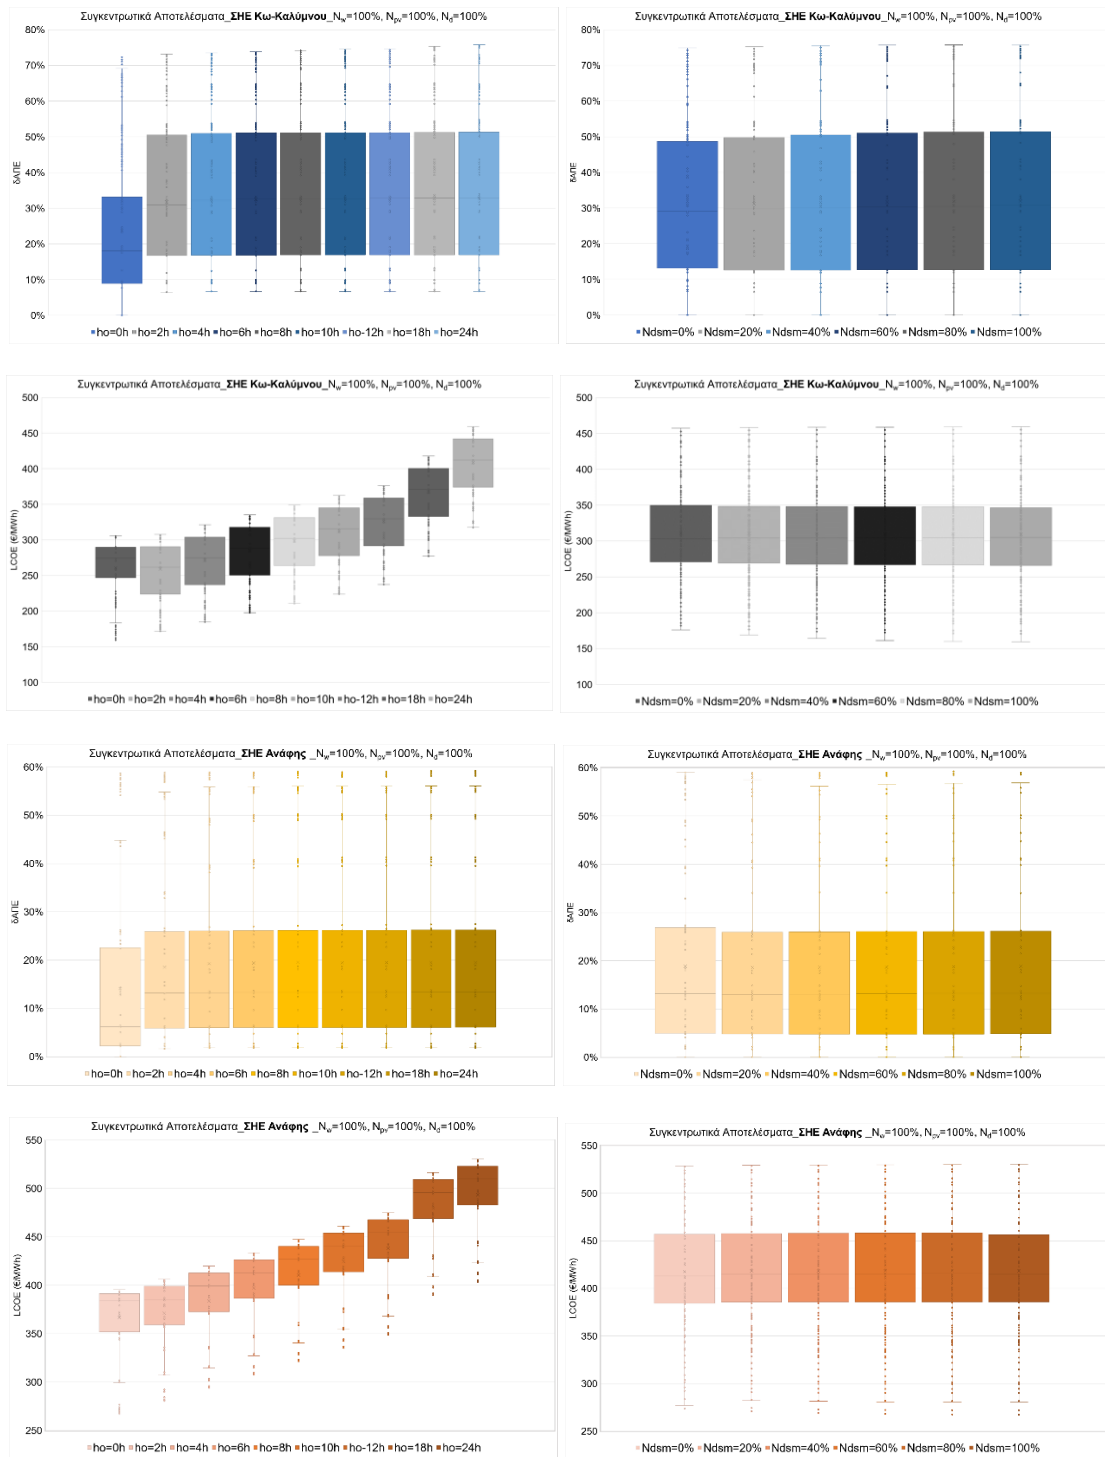 Συγκεντρωτικά Αποτελέσματα_ΣΗΕ Κω-Καλύμνου_Nw=100%, Npv=100%, Nd=100%
80%
70%
60%
50%
40%
30%
20%
10%
0%
δΑΠΕ
ho=0h ho=2h ho=4h ho=6h ho=8h ho=10h ho-12h ho=18h ho=24h
Συγκεντρωτικά Αποτελέσματα_ΣΗΕ Κω-Καλύμνου_Nw=100%, Npv=100%, Nd=100%
80%
70%
60%
50%
40%
30%
20%
10%
0%
δΑΠΕ
Ndsm=0% Ndsm=20% Ndsm=40% Ndsm=60% Ndsm=80% Ndsm=100%
Συγκεντρωτικά Αποτελέσματα_ΣΗΕ Κω-Καλύμνου_Nw=100%, Npv=100%, Nd=100%
500
450
400
350
300
250
200
150
100
LCOE (€/MWh)
ho=0h ho=2h ho=4h ho=6h ho=8h ho=10h ho-12h ho=18h ho=24h
Συγκεντρωτικά Αποτελέσματα_ΣΗΕ Κω-Καλύμνου_Nw=100%, Npv=100%, Nd=100%
500
450
400
350
300
250
200
150
100
LCOE (€/MWh)
Ndsm=0% Ndsm=20% Ndsm=40% Ndsm=60% Ndsm=80% Ndsm=100%
Συγκεντρωτικά Αποτελέσματα_ΣΗΕ Ανάφης _Nw=100%, Npv=100%, Nd=100%
60%
50%
40%
30%
20%
10%
0%
δΑΠΕ
ho=0h ho=2h ho=4h ho=6h ho=8h ho=10h ho-12h ho=18h ho=24h
Συγκεντρωτικά Αποτελέσματα_ΣΗΕ Ανάφης _Nw=100%, Npv=100%, Nd=100%
60%
50%
40%
30%
20%
10%
0%
δΑΠΕ
Ndsm=0% Ndsm=20% Ndsm=40% Ndsm=60% Ndsm=80% Ndsm=100%
Συγκεντρωτικά Αποτελέσματα_ΣΗΕ Ανάφης _Nw=100%, Npv=100%, Nd=100%
550
500
450
400
350
300
250
LCOE (€/MWh)
ho=0h ho=2h ho=4h ho=6h ho=8h ho=10h ho-12h ho=18h ho=24h
Συγκεντρωτικά Αποτελέσματα_ΣΗΕ Ανάφης _Nw=100%, Npv=100%, Nd=100%
550
500
450
400
350
300
250
LCOE (€/MWh)
Ndsm=0% Ndsm=20% Ndsm=40% Ndsm=60% Ndsm=80% Ndsm=100%